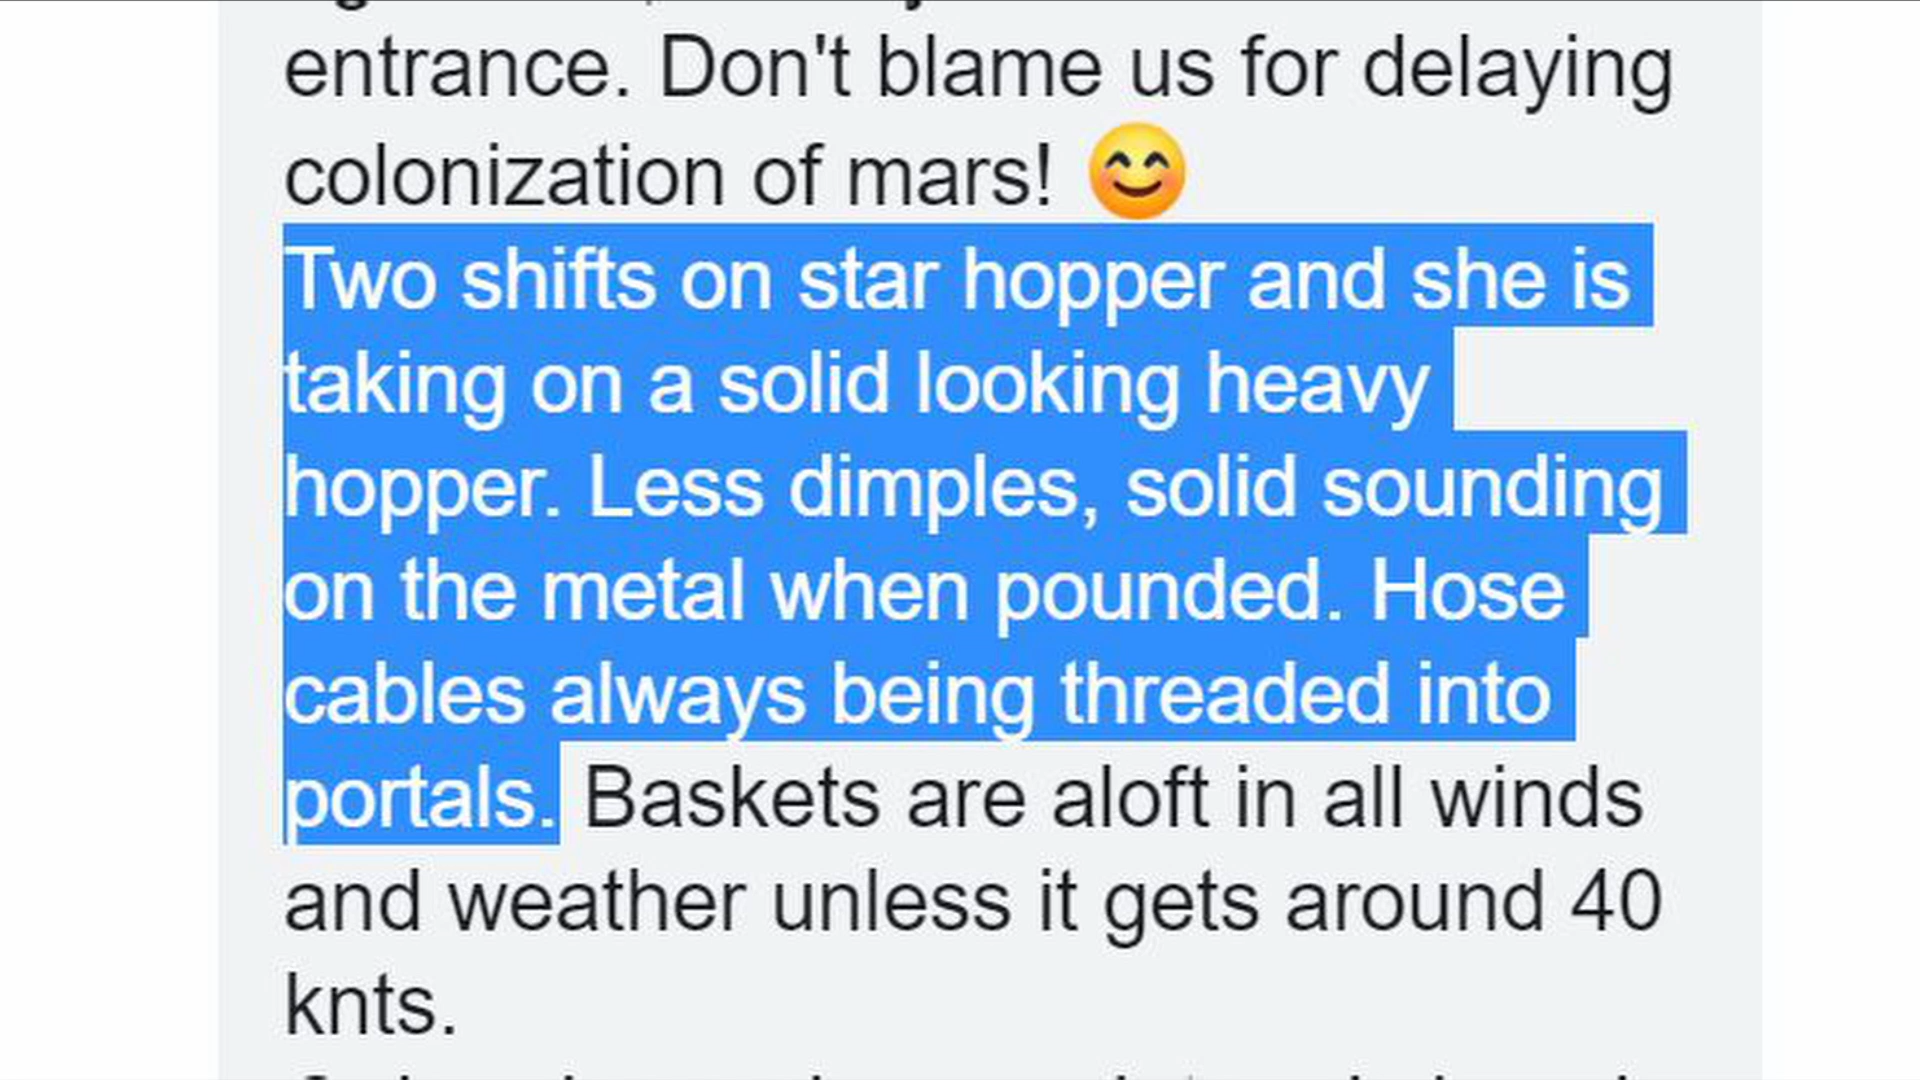 entrance. Don't blame us for delaying
colonization of mars! 😊
Two shifts on star hopper and she is
taking on a solid looking heavy
hopper. Less dimples, solid sounding
on the metal when pounded. Hose
cables always being threaded into
portals. Baskets are aloft in all winds
and weather unless it gets around 40
knts.